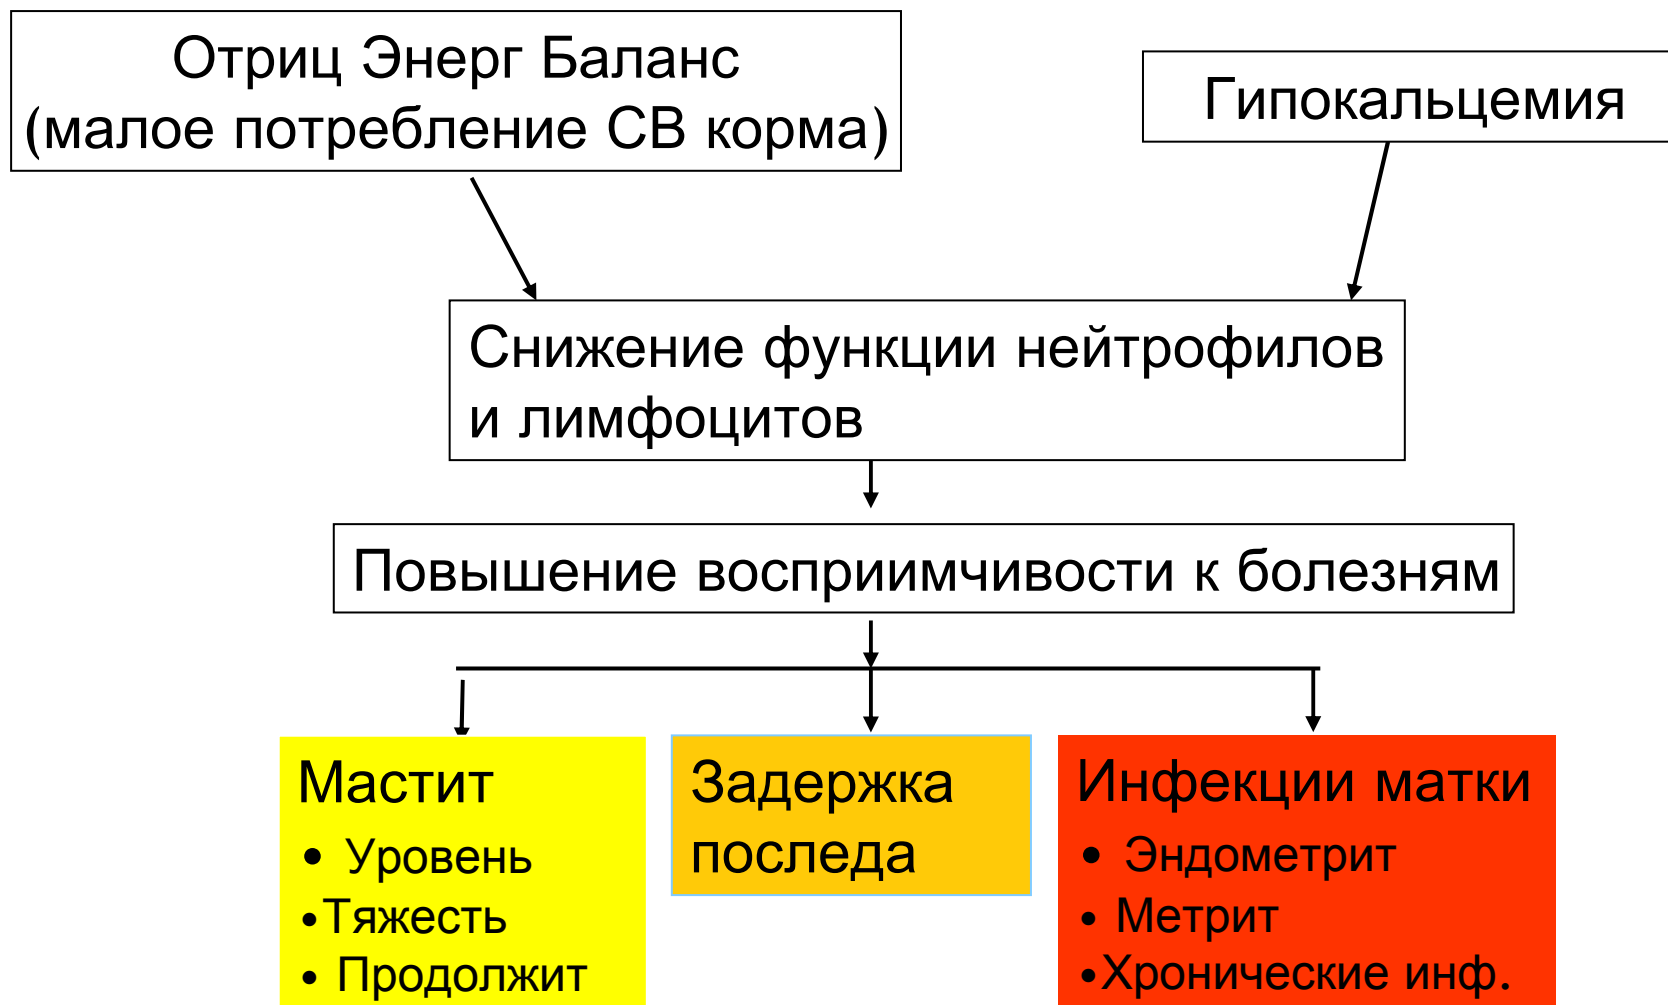 Отриц Энерг Баланс
(малое потребление СВ корма)
Гипокальцемия
Снижение функции нейтрофилов
и лимфоцитов
Повышение восприимчивости к болезням
Мастит
• Уровень
•Тяжесть
• Продолжит
Задержка
последа
Инфекции матки
• Эндометрит
• Метрит
•Хронические инф.